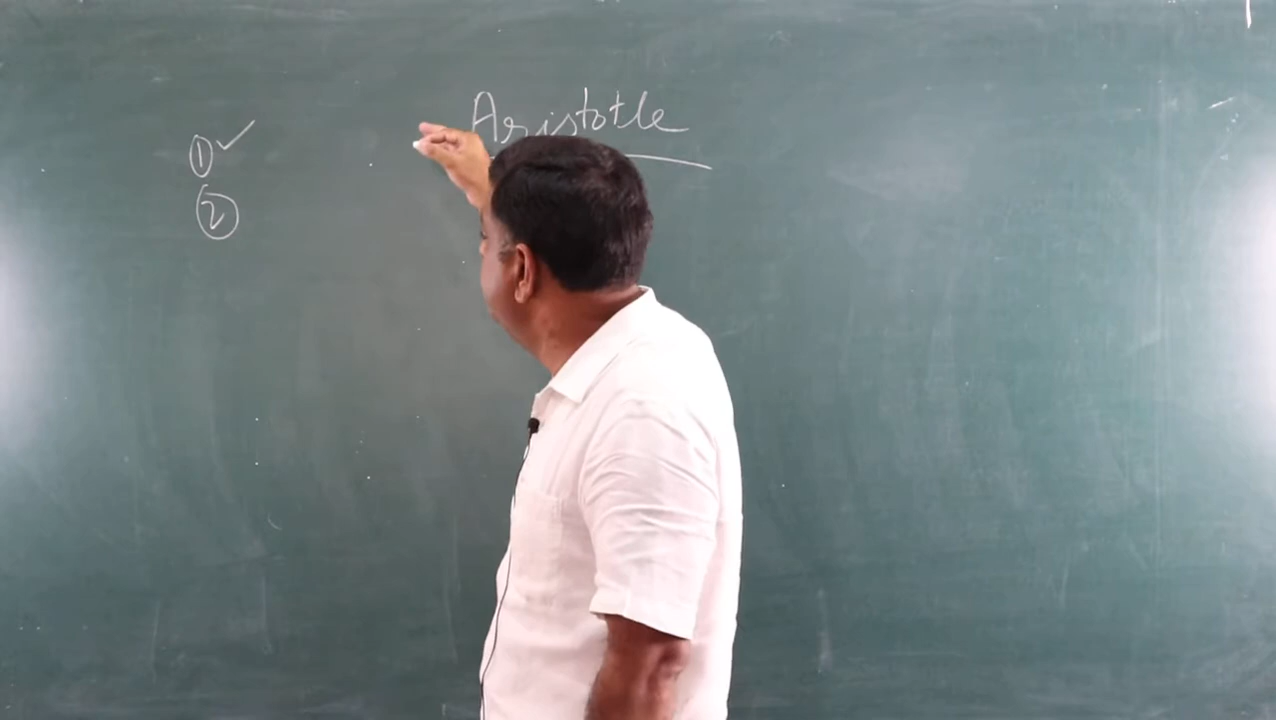 Aristotle
① ✓
②